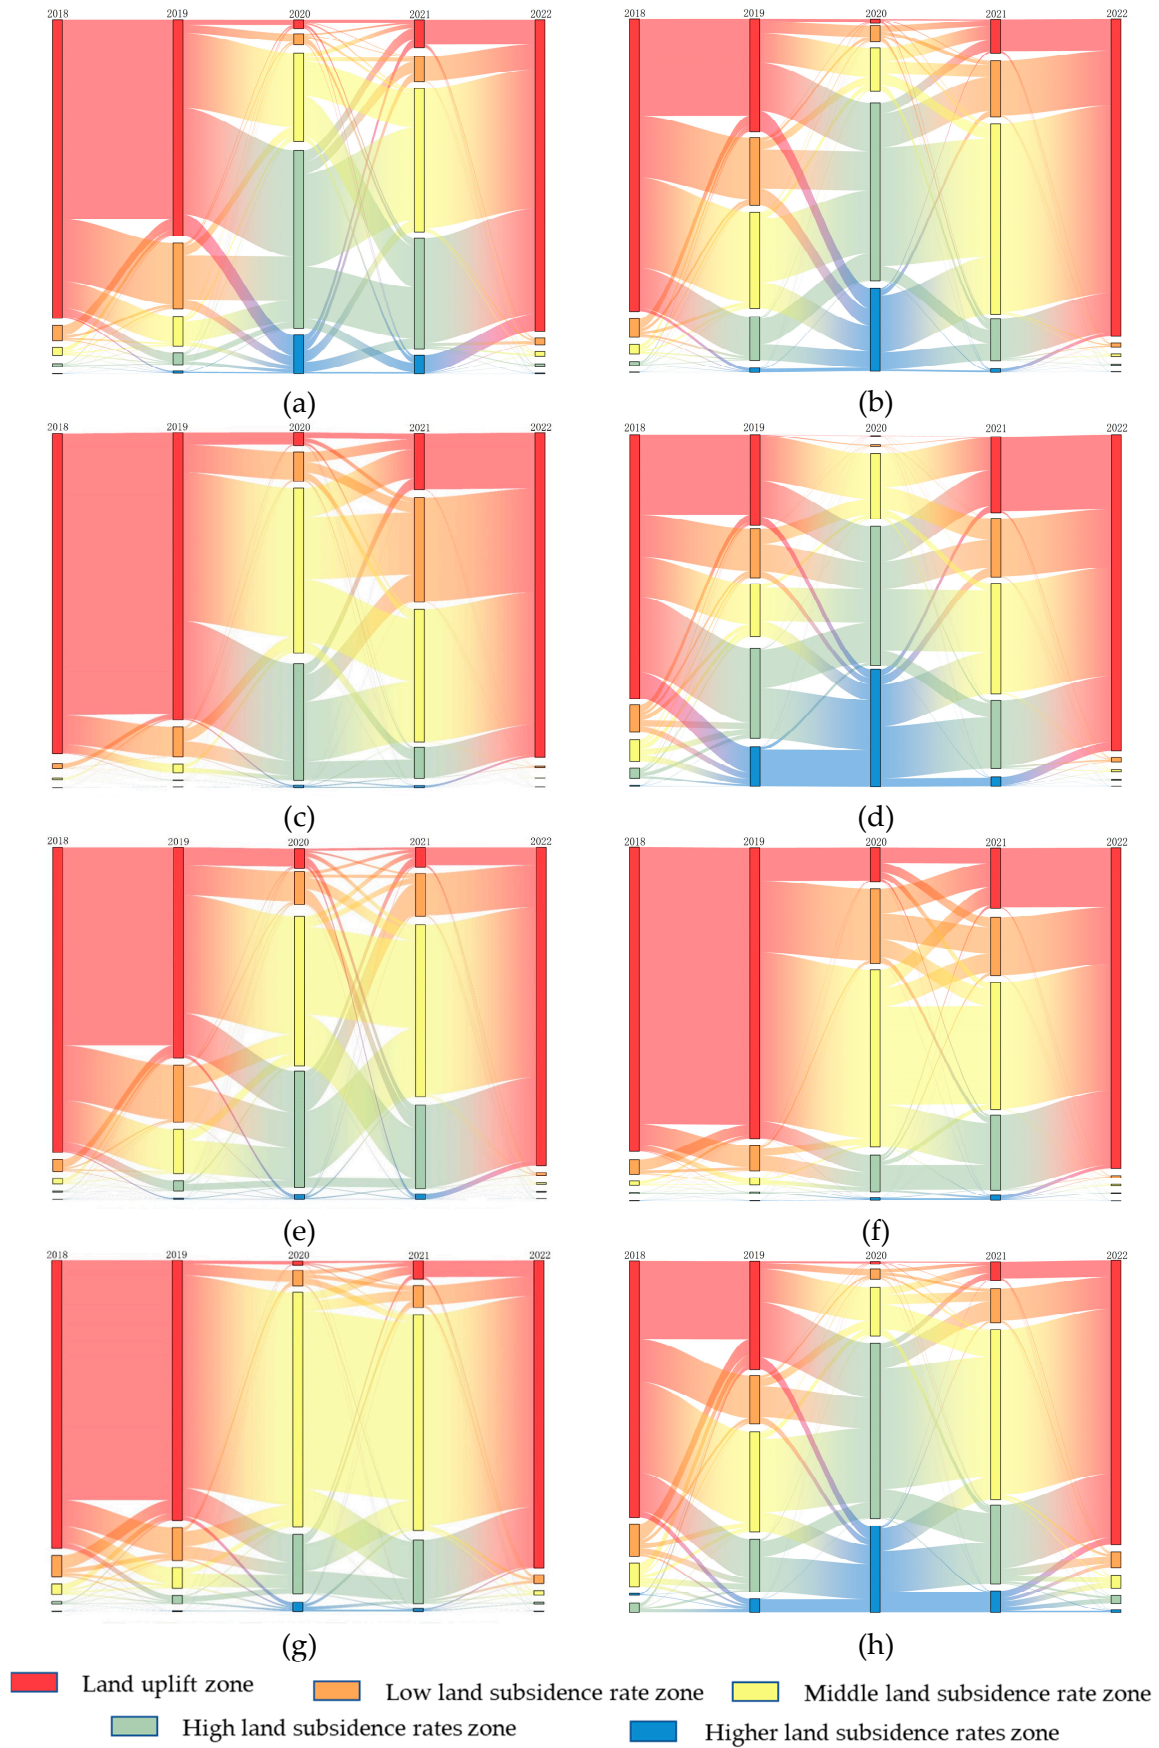 2018 2019 2020 2021 2022 2018 2019 2020 2021 2022
(a) (b)
2018 2019 2020 2021 2022 2018 2019 2020 2021 2022
(c) (d)
2018 2019 2020 2021 2022 2018 2019 2020 2021 2022
(e) (f)
2018 2019 2020 2021 2022 2018 2019 2020 2021 2022
(g) (h)
Land uplift zone Low land subsidence rate zone Middle land subsidence rate zone
High land subsidence rates zone Higher land subsidence rates zone